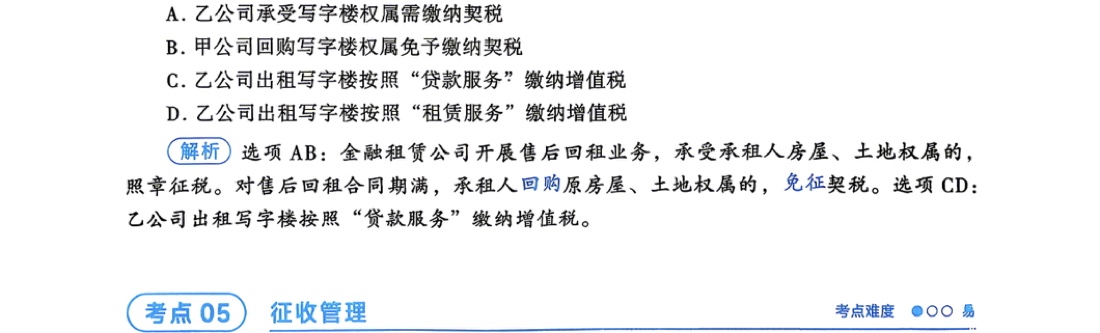 A. 乙公司承受写字楼权属需缴纳契税
B. 甲公司回购写字楼权属免予缴纳契税
C. 乙公司出租写字楼按照“贷款服务”缴纳增值税
D. 乙公司出租写字楼按照“租赁服务”缴纳增值税
解析 选项 AB：金融租赁公司开展售后回租业务，承受承租人房屋、土地权属的，
照章征税。对售后回租合同期满，承租人回购原房屋、土地权属的，免征契税。选项 CD：
乙公司出租写字楼按照“贷款服务”缴纳增值税。
考点 05 征收管理 考点难度 ●○○ 易